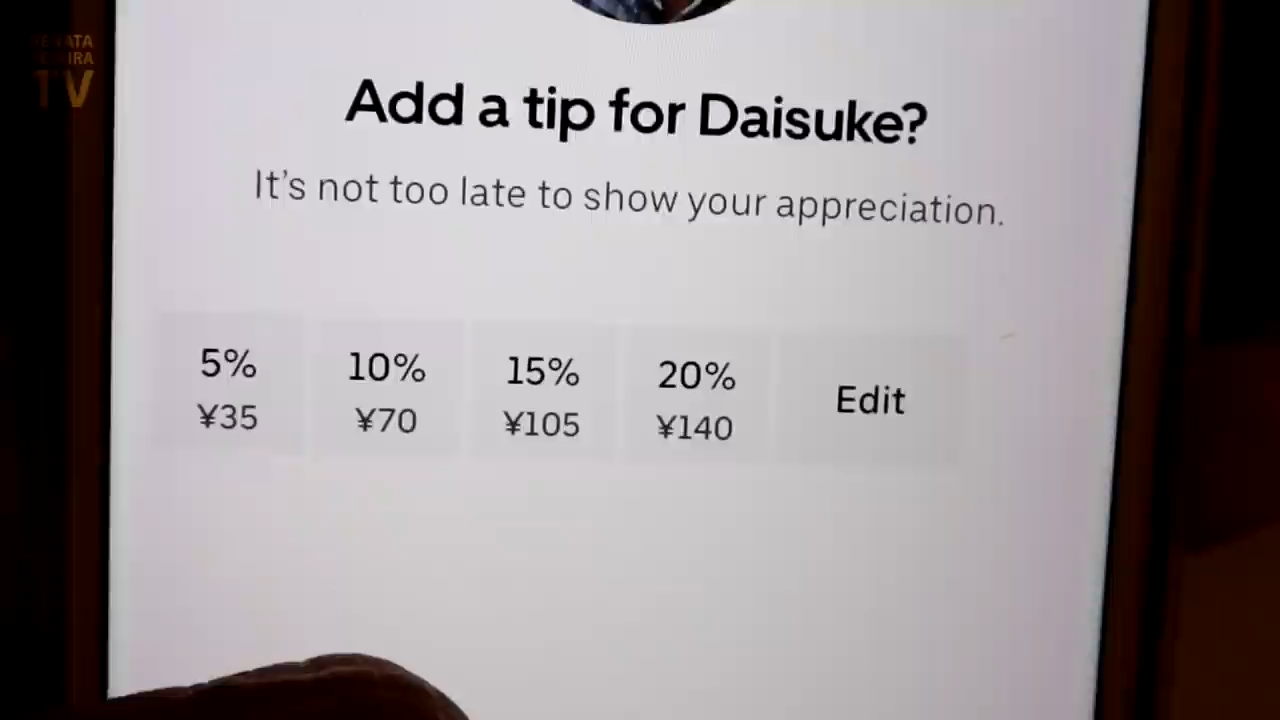 TV
Add a tip for Daisuke?
It's not too late to show your appreciation.
5% 10% 15% 20% Edit
¥35 ¥70 ¥105 ¥140